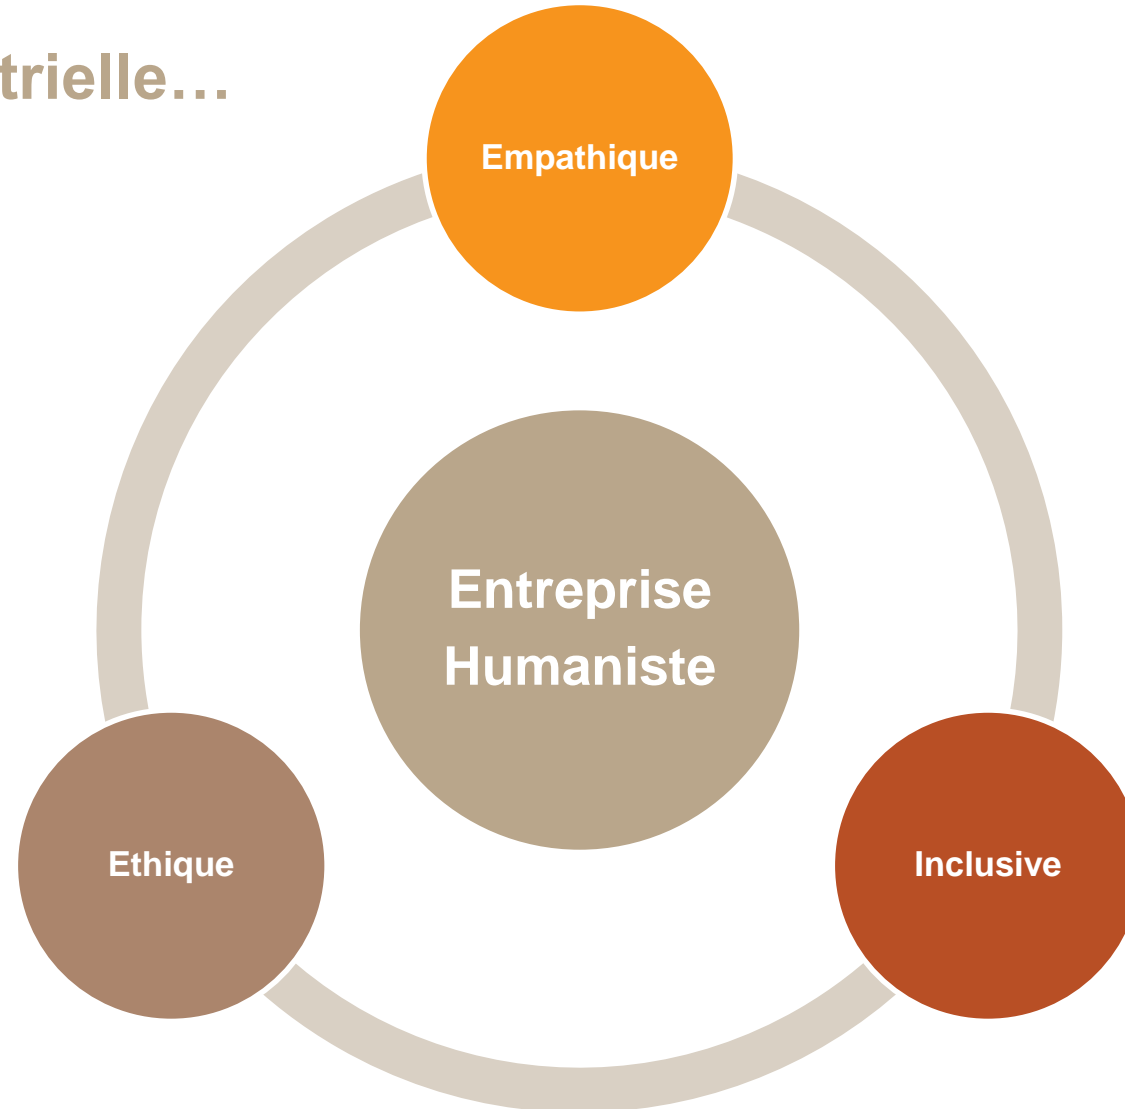 trielle…
Empathique
Entreprise
Humaniste
Ethique
Inclusive